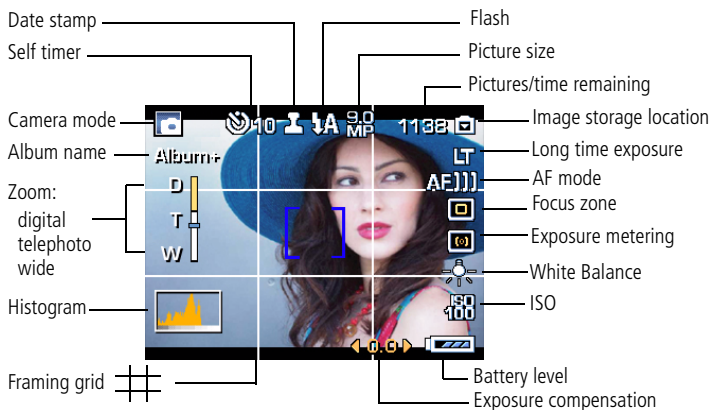 Date stamp
Self timer
Flash
Picture size
Pictures/time remaining
Camera mode
Album name
Zoom:
digital
telephoto
wide
Histogram
Framing grid
10
A
9.0
MP
1138
Album+
D
T
W
LT
AF
ISO
100
0.0
Image storage location
Long time exposure
AF mode
Focus zone
Exposure metering
White Balance
ISO
Battery level
Exposure compensation